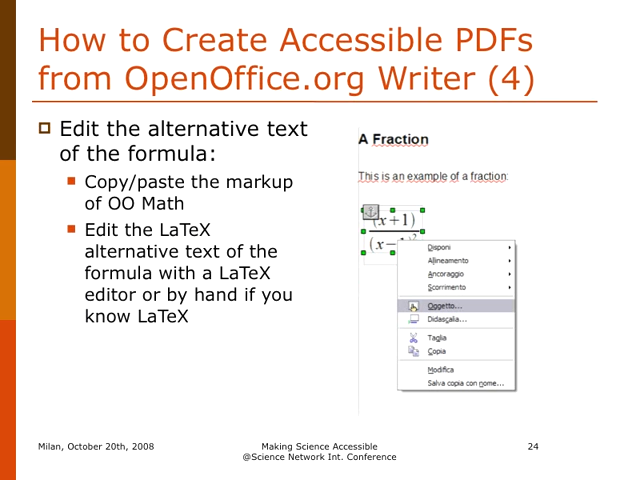 How to Create Accessible PDFs
from OpenOffice.org Writer (4)
Edit the alternative text
of the formula:
Copy/paste the markup
of OO Math
Edit the LaTeX
alternative text of the
formula with a LaTeX
editor or by hand if you
know LaTeX
A Fraction
This is an example of a fraction:
(x+1)
(x−
Disponi
Allineamento
Ancoraggio
Scorrimento
Oggetto...
Didascalia...
Taglia
Copia
Modifica
Salva copia con nome...
Milan, October 20th, 2008
Making Science Accessible
@Science Network Int. Conference
24